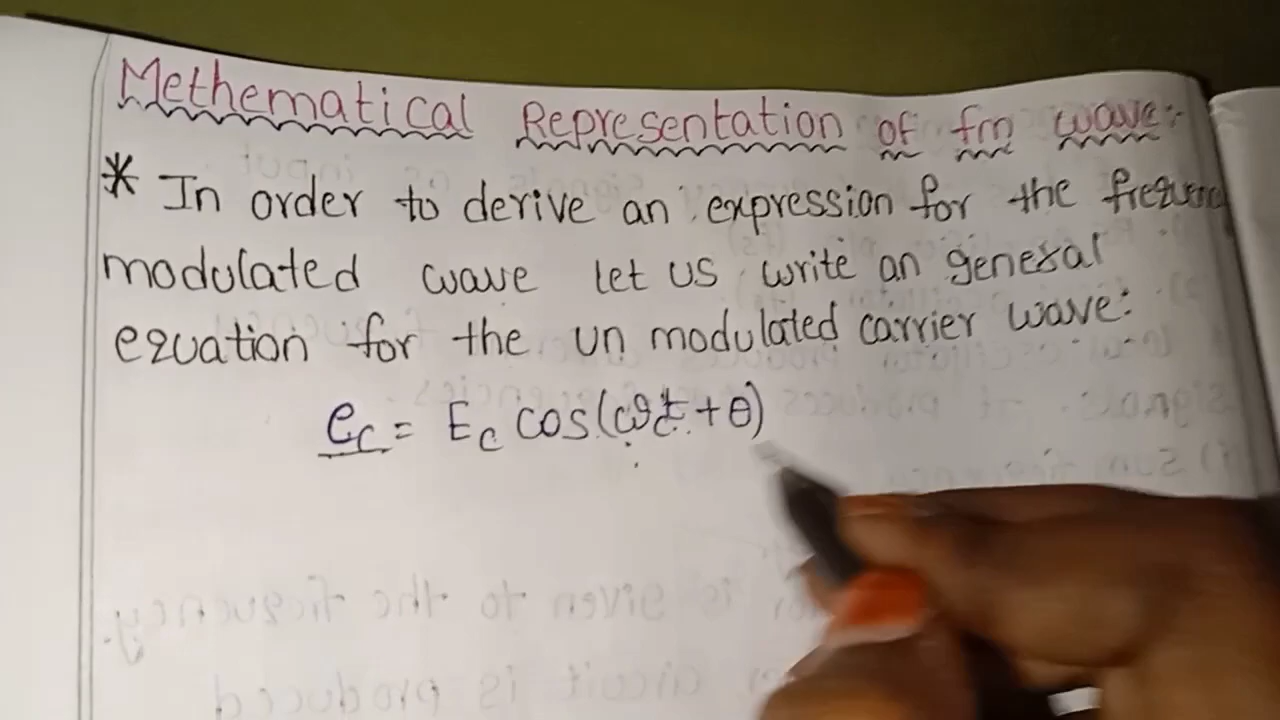 Methematical Representation of fm wave:-
* In order to derive an expression for the
modulated wave let us write an general
equation for the un modulated carrier wave:
ec = Ec cos(ωct + θ)